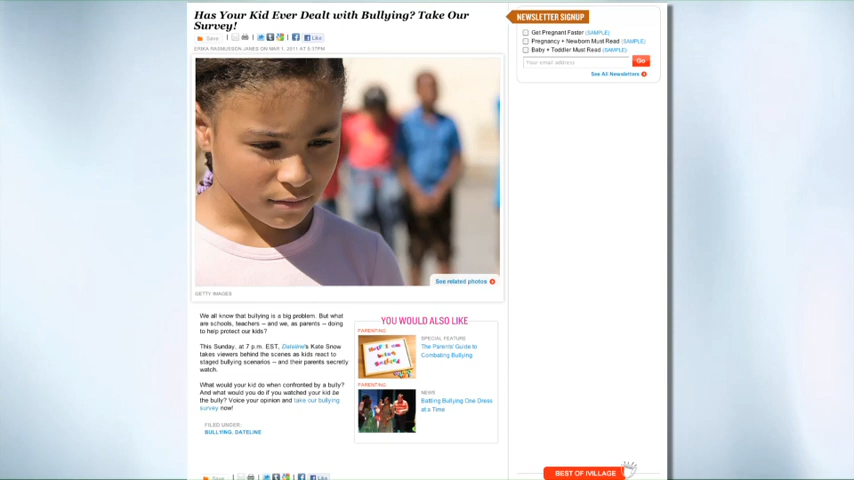 Has Your Kid Ever Dealt with Bullying? Take Our
Survey!
Save
Like
ERIKA RASMUSSON JANES ON MAR 1, 2011 AT 5:37PM
See related photos
GETTY IMAGES
We all know that bullying is a big problem. But what
are schools, teachers -- and we, as parents -- doing
to help protect our kids?
This Sunday, at 7 p.m. EST, Dateline's Kate Snow
takes viewers behind the scenes as kids react to
staged bullying scenarios -- and their parents secretly
watch.
What would your kid do when confronted by a bully?
And what would you do if you watched your kid be
the bully? Voice your opinion and take our bullying
survey now!
FILED UNDER:
BULLYING, DATELINE
YOU WOULD ALSO LIKE
PARENTING
SPECIAL FEATURE
The Parents' Guide to
Combating Bullying
PARENTING
NEWS
Battling Bullying One Dress
at a Time
Save
Like
NEWSLETTER SIGNUP
Get Pregnant Faster (SAMPLE)
Pregnancy + Newborn Must Read (SAMPLE)
Baby + Toddler Must Read (SAMPLE)
Your email address
Go
See All Newsletters
BEST OF IVILLAGE